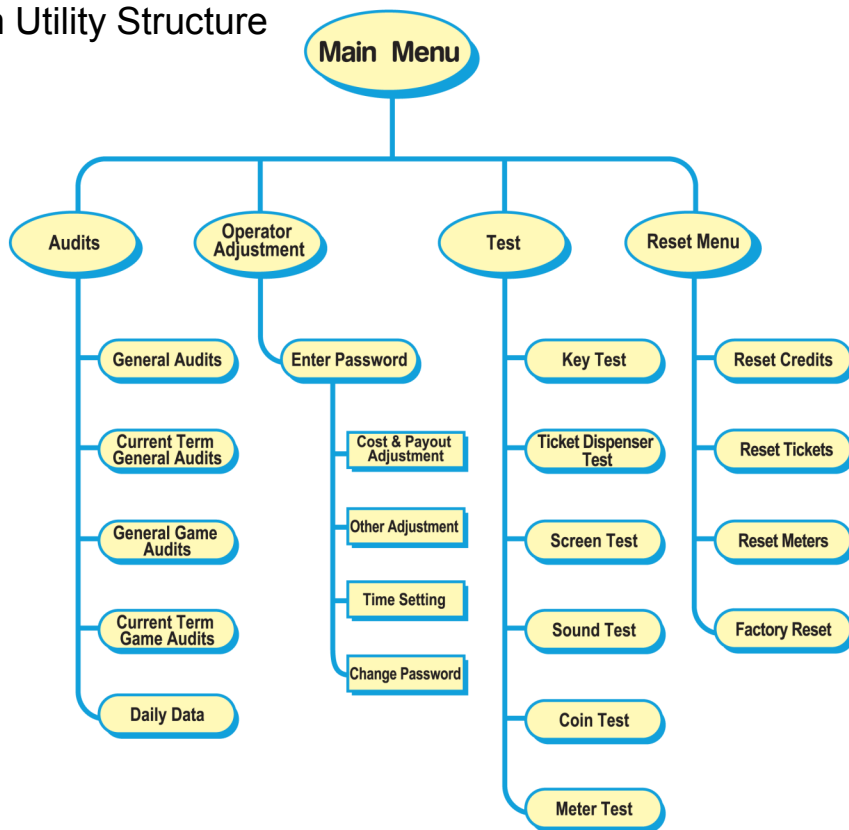 Utility Structure
Main Menu
Audits
Operator
Adjustment
Test
Reset Menu
General Audits
Current Term
General Audits
General Game
Audits
Current Term
Game Audits
Daily Data
Enter Password
Cost & Payout
Adjustment
Other Adjustment
Time Setting
Change Password
Key Test
Ticket Dispenser
Test
Screen Test
Sound Test
Coin Test
Meter Test
Reset Credits
Reset Tickets
Reset Meters
Factory Reset